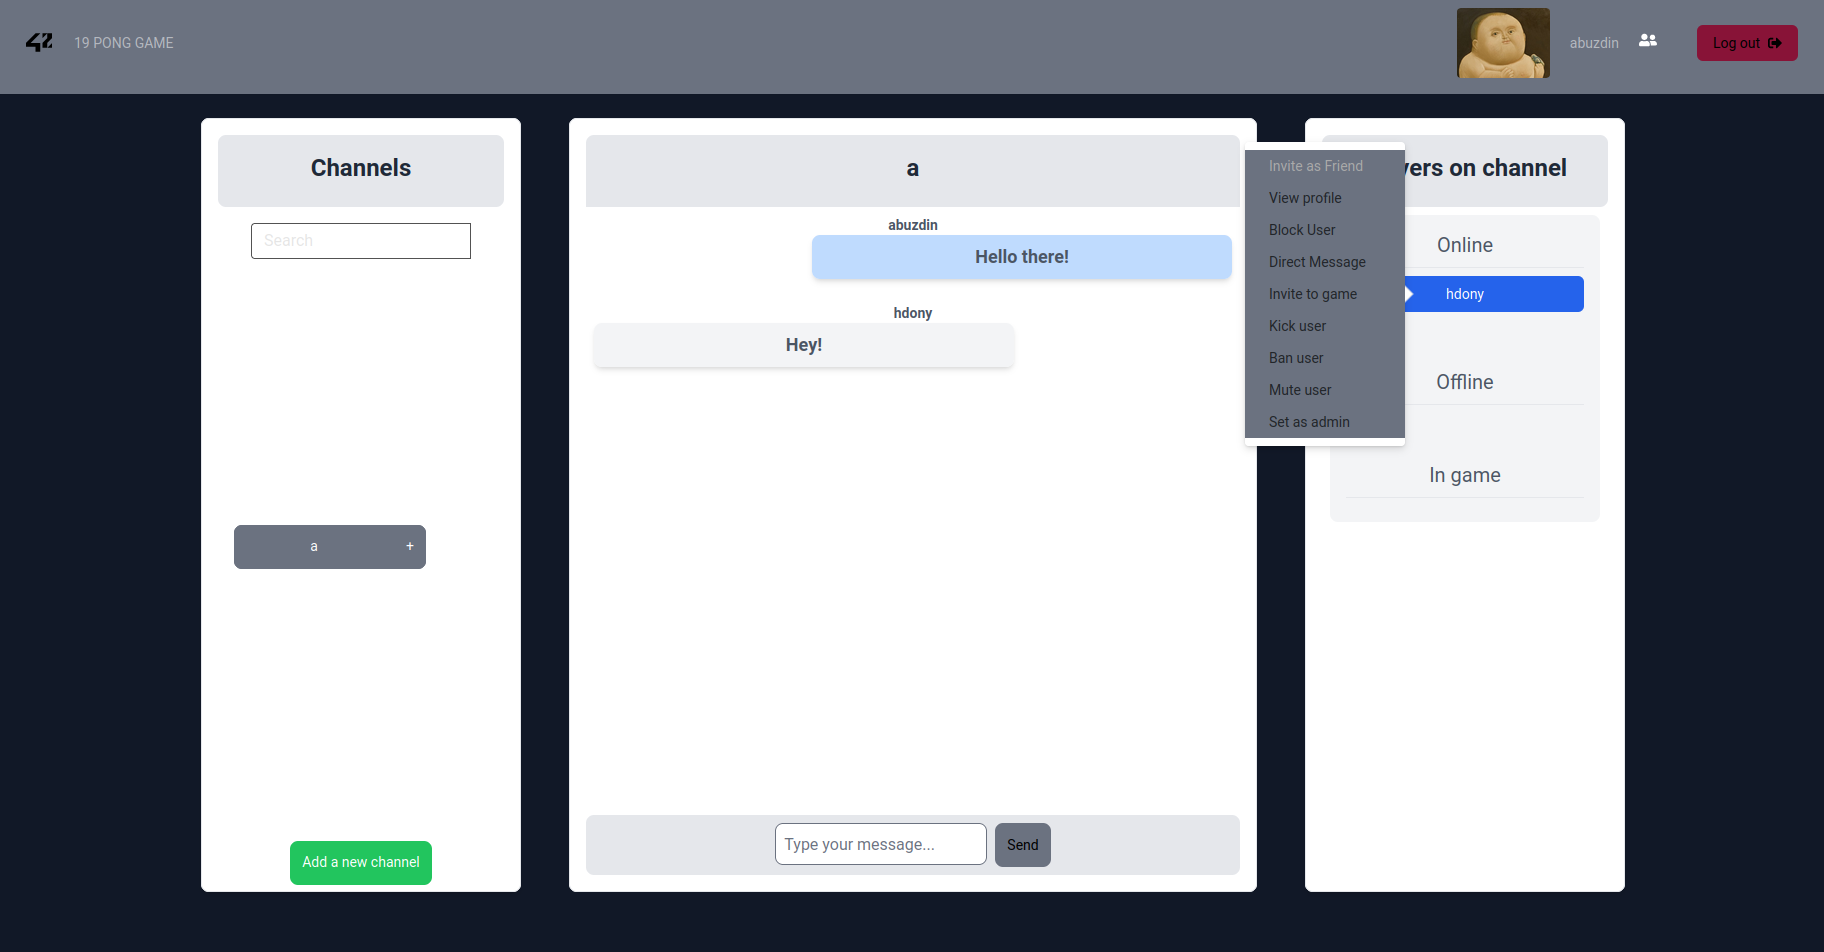 42
19 PONG GAME
abuzdin
Log out
Channels
Search
a +
Add a new channel
a
abuzdin
Hello there!
hdony
Hey!
Type your message...
Send
Invite as Friend
View profile
Block User
Direct Message
Invite to game
Kick user
Ban user
Mute user
Set as admin
on channel
Online
hdony
Offline
In game